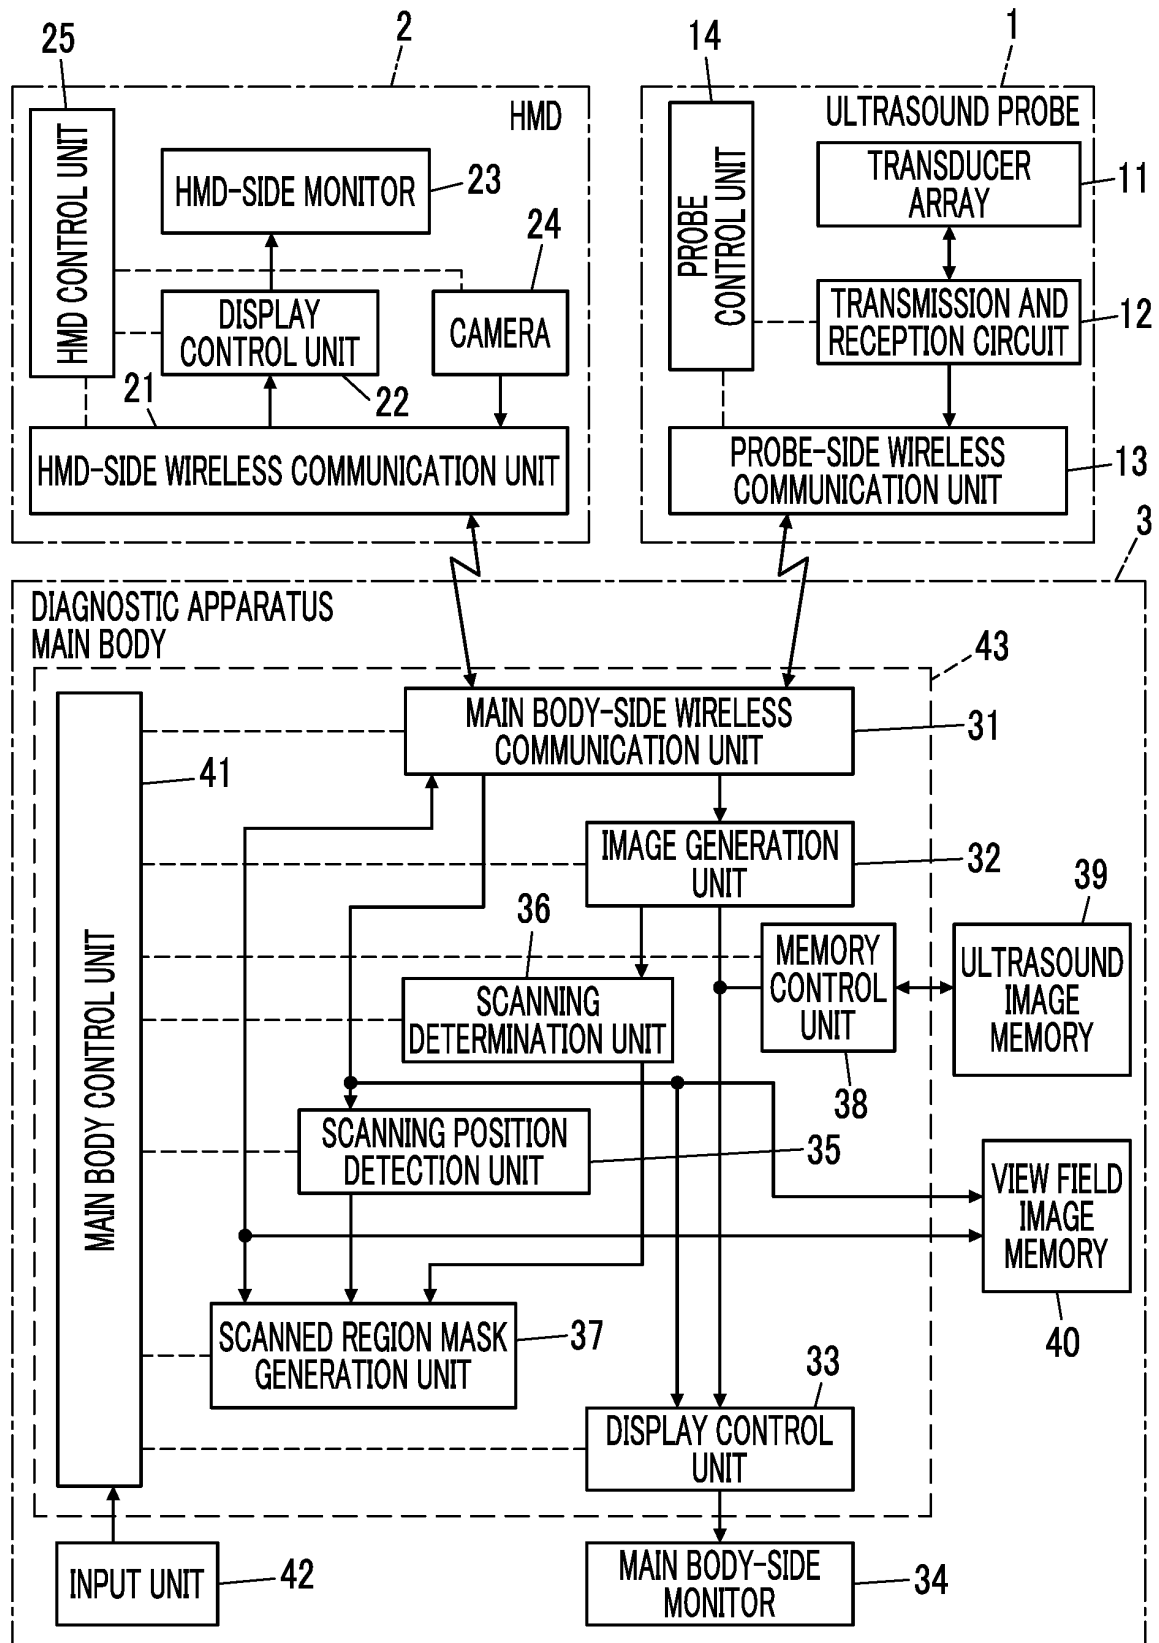 2
1
25
14
HMD
ULTRASOUND PROBE
HMD CONTROL UNIT
HMD-SIDE MONITOR
23
PROBE
CONTROL UNIT
TRANSDUCER
ARRAY
11
24
DISPLAY
CONTROL UNIT
CAMERA
TRANSMISSION AND
RECEPTION CIRCUIT
12
21
22
HMD-SIDE WIRELESS COMMUNICATION UNIT
PROBE-SIDE WIRELESS
COMMUNICATION UNIT
13
3
DIAGNOSTIC APPARATUS
MAIN BODY
43
MAIN BODY-SIDE WIRELESS
COMMUNICATION UNIT
31
41
IMAGE GENERATION
UNIT
32
39
36
MEMORY
CONTROL
UNIT
ULTRASOUND
IMAGE
MEMORY
SCANNING
DETERMINATION UNIT
38
MAIN BODY CONTROL UNIT
SCANNING POSITION
DETECTION UNIT
35
VIEW FIELD
IMAGE
MEMORY
40
SCANNED REGION MASK
GENERATION UNIT
37
33
DISPLAY CONTROL
UNIT
INPUT UNIT
42
MAIN BODY-SIDE
MONITOR
34